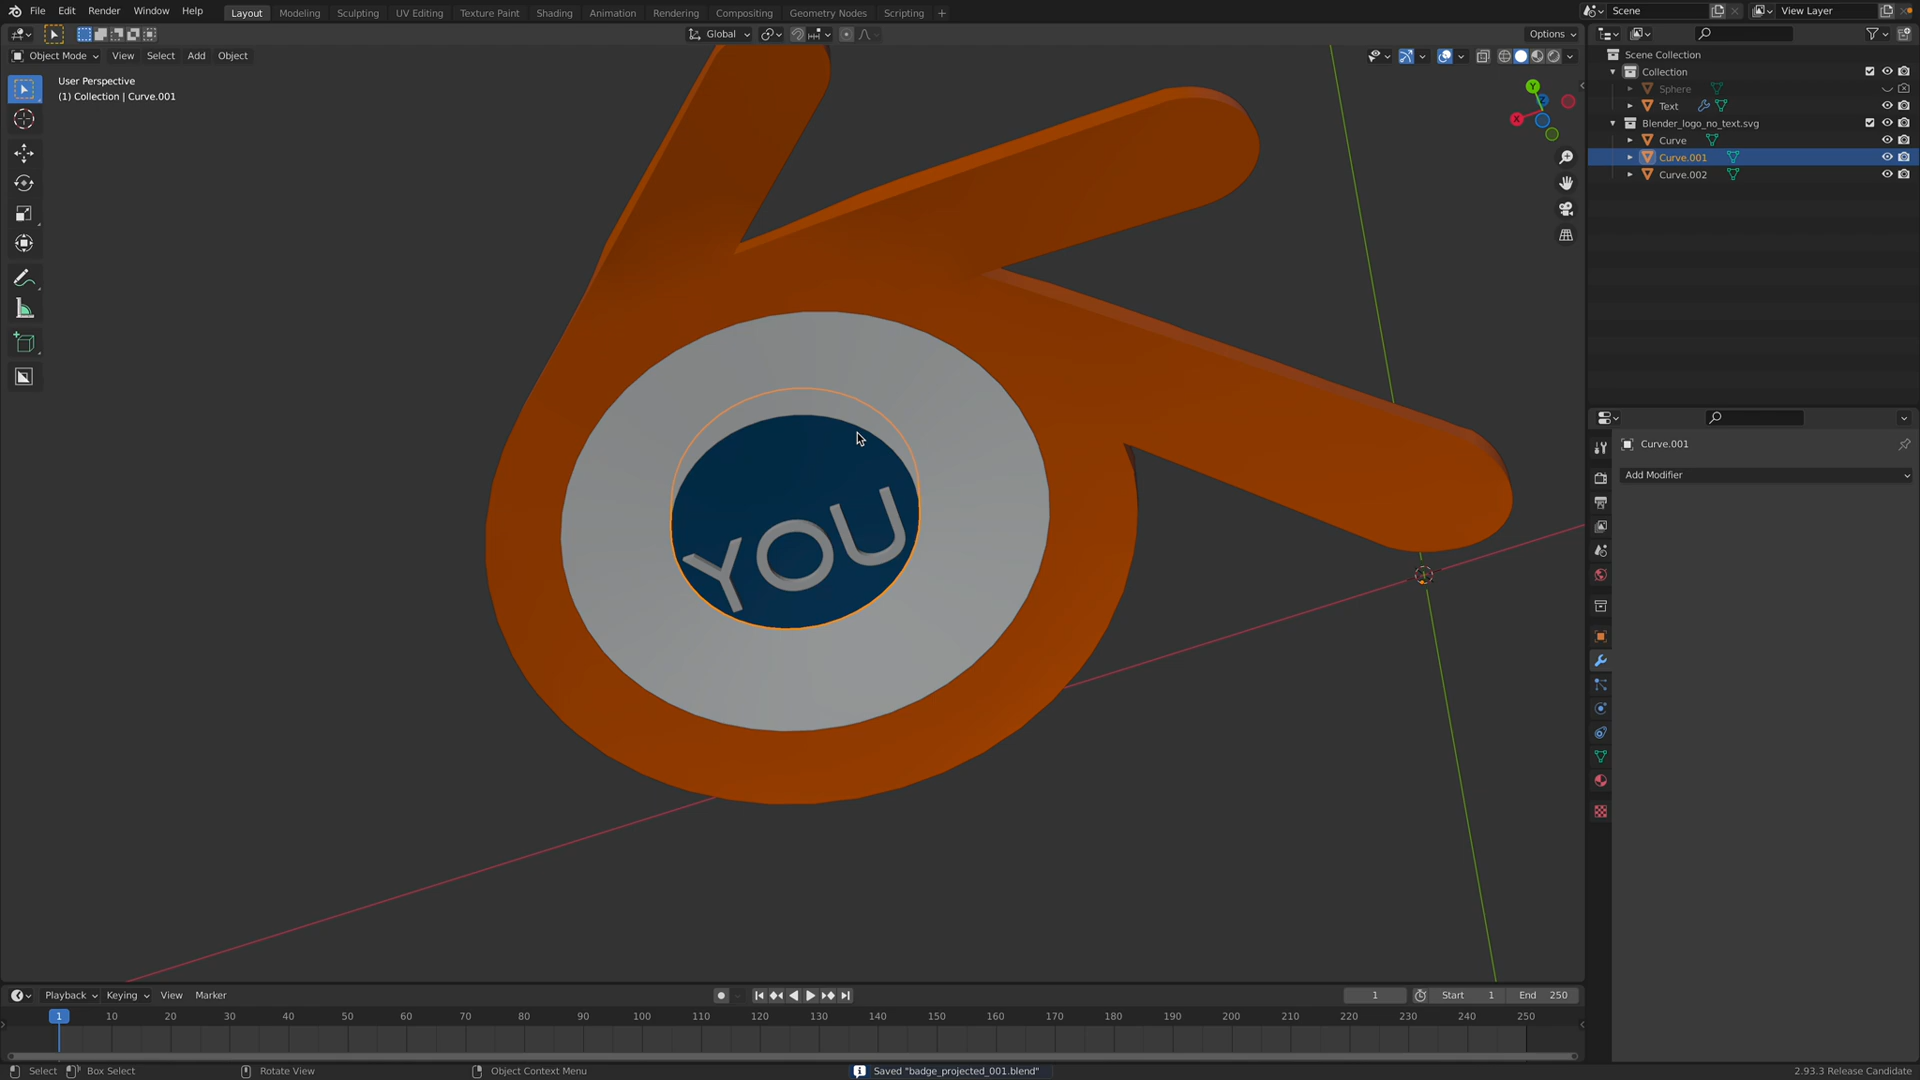 File Edit Render Window Help
Layout Modeling Sculpting UV Editing Texture Paint Shading Animation Rendering Compositing Geometry Nodes Scripting +
Scene
View Layer
Global
Options
Object Mode View Select Add Object
User Perspective
(1) Collection | Curve.001
Y
X
Z
YOU
Scene Collection
Collection
Sphere
Text
Blender_logo_no_text.svg
Curve
Curve.001
Curve.002
Curve.001
Add Modifier
Playback Keying View Marker
1
Start 1
End 250
1 10 20 30 40 50 60 70 80 90 100 110 120 130 140 150 160 170 180 190 200 210 220 230 240 250
Select Box Select Rotate View Object Context Menu
Saved "badge_projected_001.blend"
2.93.3 Release Candidate